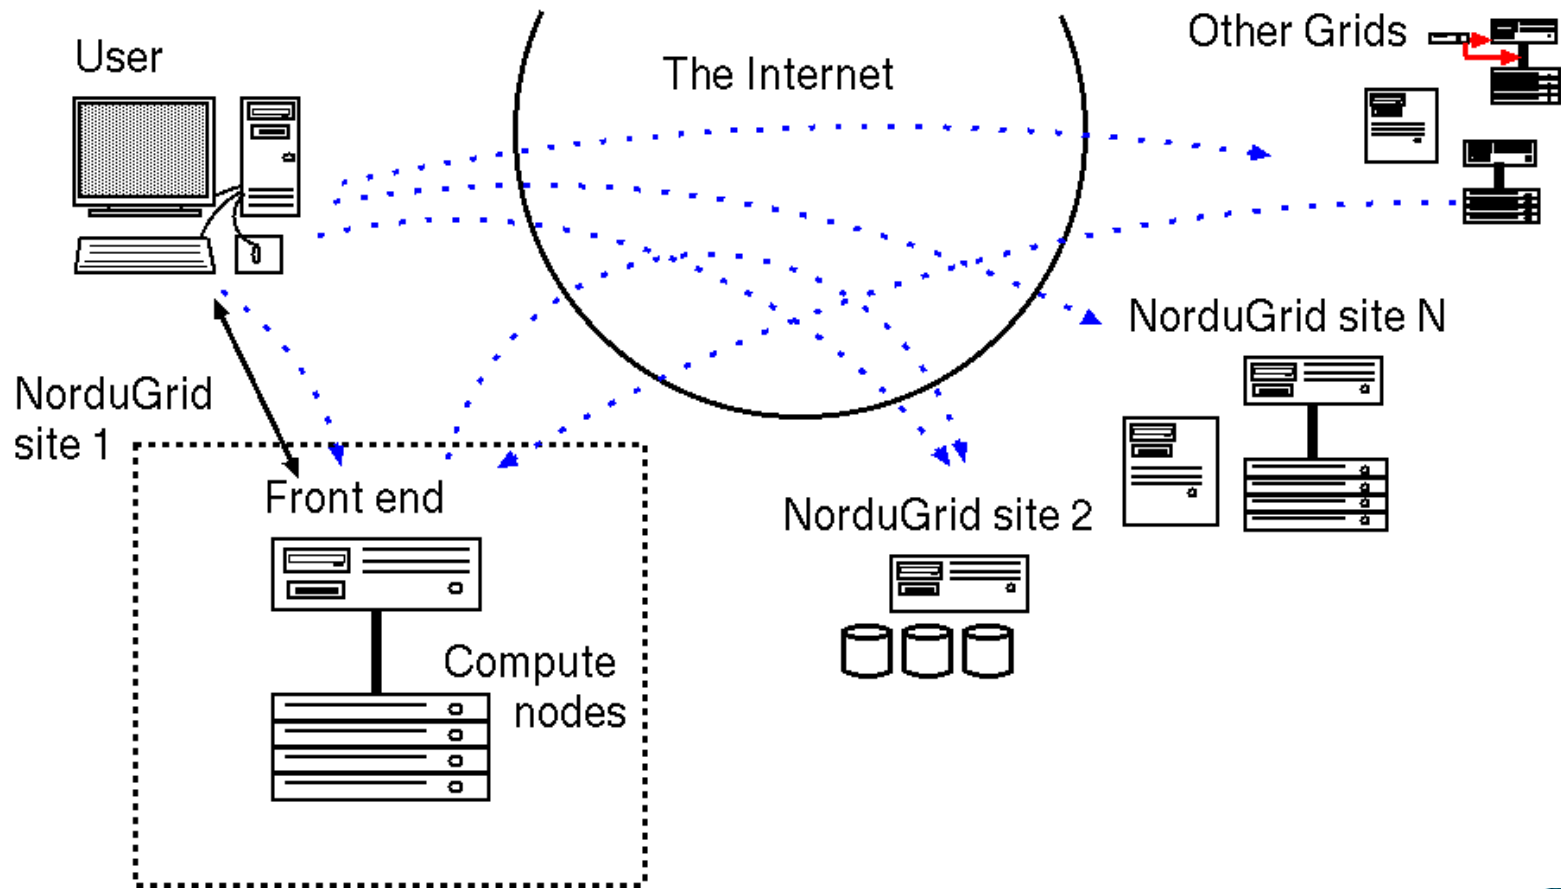 User
The Internet
Other Grids
NorduGrid site N
NorduGrid
site 1
Front end
NorduGrid site 2
Compute
nodes